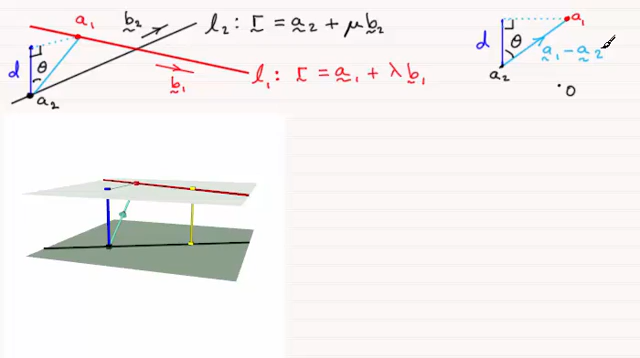 l₂: r = a₂ + μb₂
b₂
a₁
d
θ
a₂
b₁
l₁: r = a₁ + λb₁
a₁
d
θ
a₁ - a₂
a₂
O